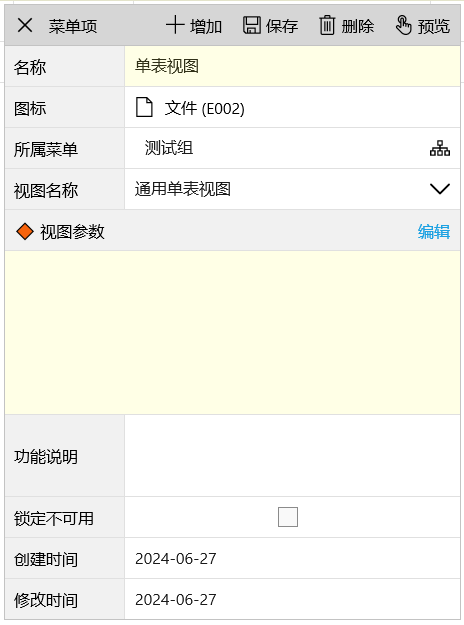 菜单项 增加 保存 删除 预览
名称 单表视图
图标 文件 (E002)
所属菜单 测试组
视图名称 通用单表视图
视图参数 编辑
功能说明
锁定不可用
创建时间 2024-06-27
修改时间 2024-06-27